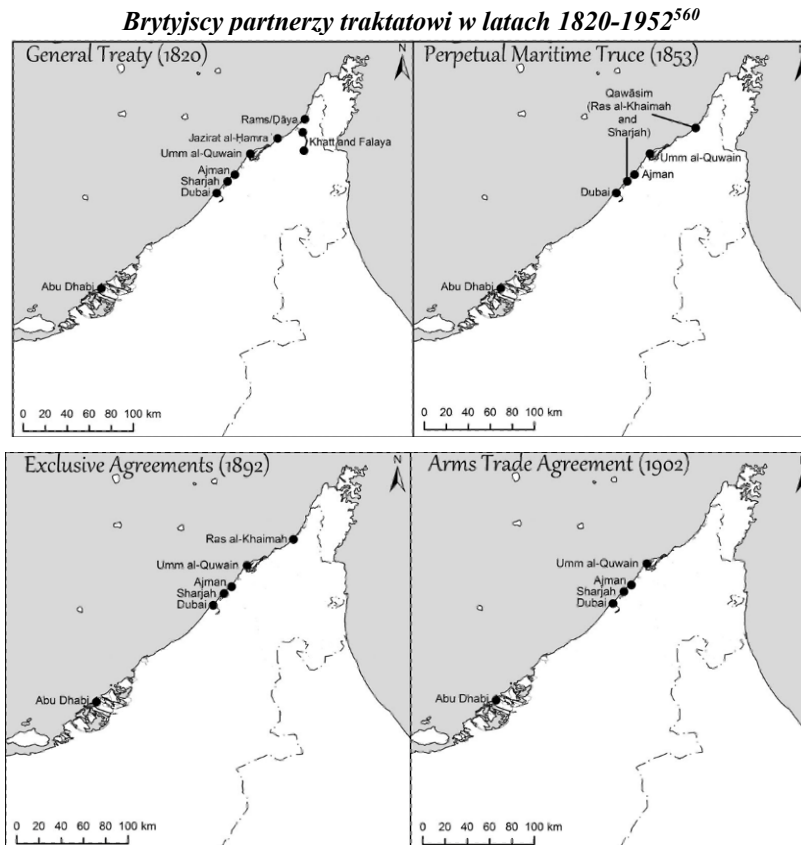 Brytyjscy partnerzy traktatowi w latach 1820-1952560
General Treaty (1820)
N
Rams/Ḍāya
Jazirat al-Ḥamra
Khatt and Falaya
Umm al-Quwain
Ajman
Sharjah
Dubai
Abu Dhabi
0 20 40 60 80 100 km
Perpetual Maritime Truce (1853)
N
Qawāsim
(Ras al-Khaimah
and
Sharjah)
Umm al-Quwain
Ajman
Dubai
Abu Dhabi
0 20 40 60 80 100 km
Exclusive Agreements (1892)
N
Ras al-Khaimah
Umm al-Quwain
Ajman
Sharjah
Dubai
Abu Dhabi
0 20 40 60 80 100 km
Arms Trade Agreement (1902)
N
Umm al-Quwain
Ajman
Sharjah
Dubai
Abu Dhabi
0 20 40 60 80 100 km